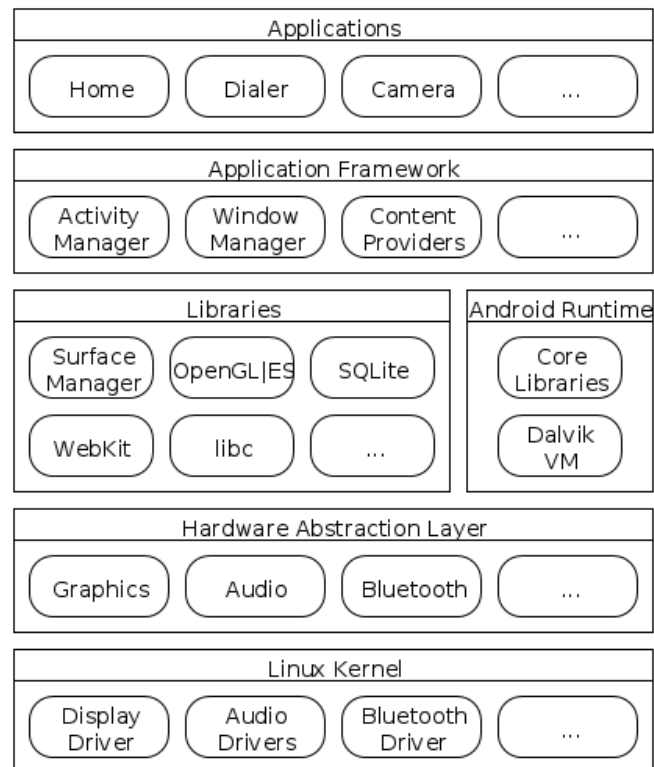 Applications
Home
Dialer
Camera
...
Application Framework
Activity
Manager
Window
Manager
Content
Providers
...
Libraries
Surface
Manager
OpenGL|ES
SQLite
WebKit
libc
...
Android Runtime
Core
Libraries
Dalvik
VM
Hardware Abstraction Layer
Graphics
Audio
Bluetooth
...
Linux Kernel
Display
Driver
Audio
Drivers
Bluetooth
Driver
...